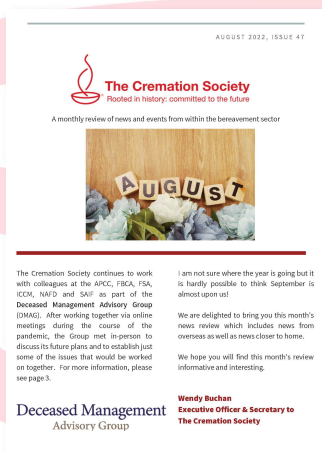 AUGUST 2022, ISSUE 47
The Cremation Society
Rooted in history: committed to the future
A monthly review of news and events from within the bereavement sector
AUGUST
The Cremation Society continues to work
with colleagues at the APCC, FBCA, FSA,
ICCM, NAFD and SAIF as part of the
Deceased Management Advisory Group
(DMAG). After working together via online
meetings during the course of the
pandemic, the Group met in-person to
discuss its future plans and to establish just
some of the issues that would be worked
on together. For more information, please
see page 3.
Deceased Management
Advisory Group
I am not sure where the year is going but it
is hardly possible to think September is
almost upon us!
We are delighted to bring you this month's
news review which includes news from
overseas as well as news closer to home.
We hope you will find this month's review
informative and interesting.
Wendy Buchan
Executive Officer & Secretary to
The Cremation Society